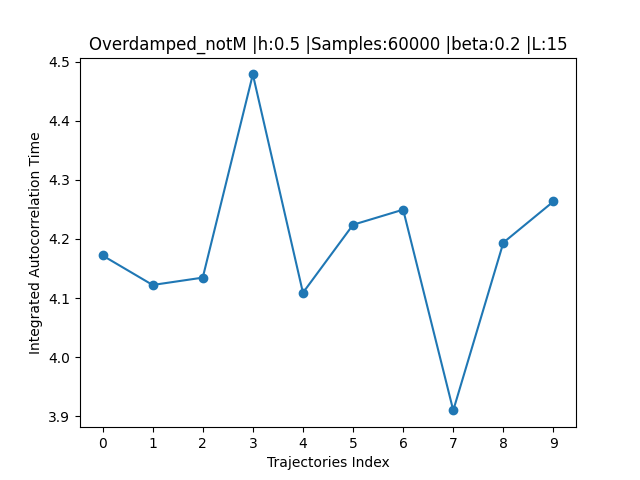 Overdamped_notM |h:0.5 |Samples:60000 |beta:0.2 |L:15
4.5
4.4
4.3
4.2
4.1
4.0
3.9
Integrated Autocorrelation Time
0 1 2 3 4 5 6 7 8 9
Trajectories Index